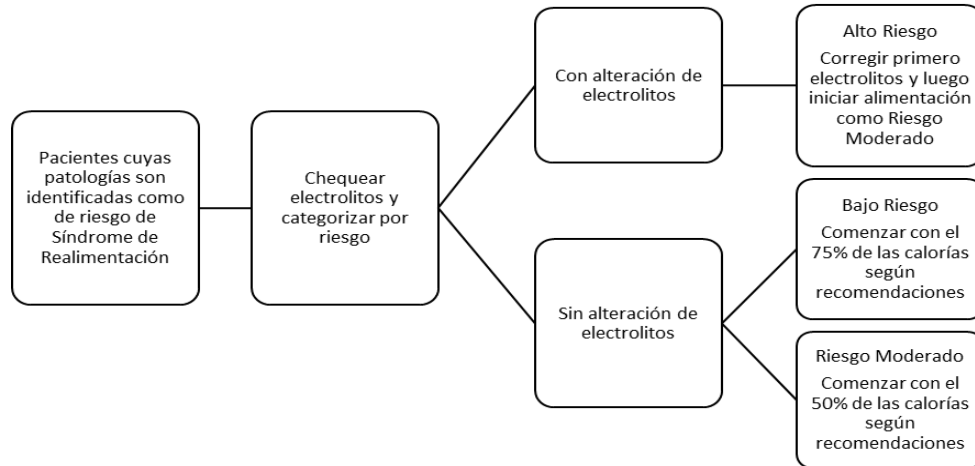 Pacientes cuyas
patologías son
identificadas como
de riesgo de
Síndrome de
Realimentación
Chequear
electrolitos y
categorizar por
riesgo
Con alteración de
electrolitos
Alto Riesgo
Corregir primero
electrolitos y luego
iniciar alimentación
como Riesgo
Moderado
Sin alteración de
electrolitos
Bajo Riesgo
Comenzar con el
75% de las calorías
según
recomendaciones
Riesgo Moderado
Comenzar con el
50% de las calorías
según
recomendaciones